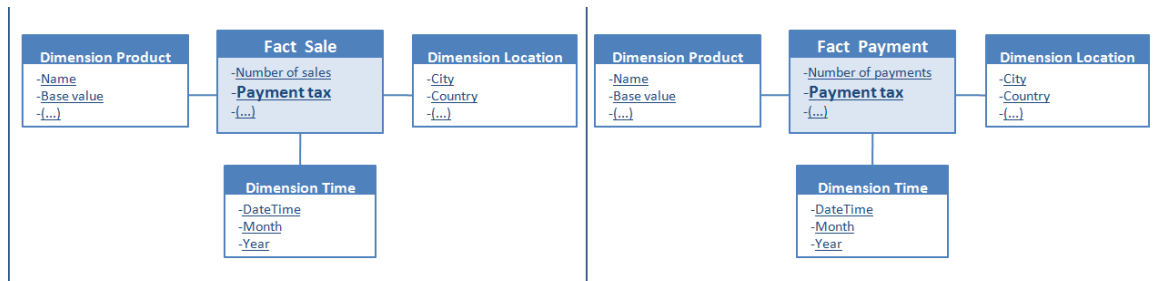 Dimension Product
-Name
-Base value
-(...)
Fact Sale
-Number of sales
-Payment tax
-(...)
Dimension Location
-City
-Country
-(...)
Dimension Time
-DateTime
-Month
-Year
Dimension Product
-Name
-Base value
-(...)
Fact Payment
-Number of payments
-Payment tax
-(...)
Dimension Location
-City
-Country
-(...)
Dimension Time
-DateTime
-Month
-Year